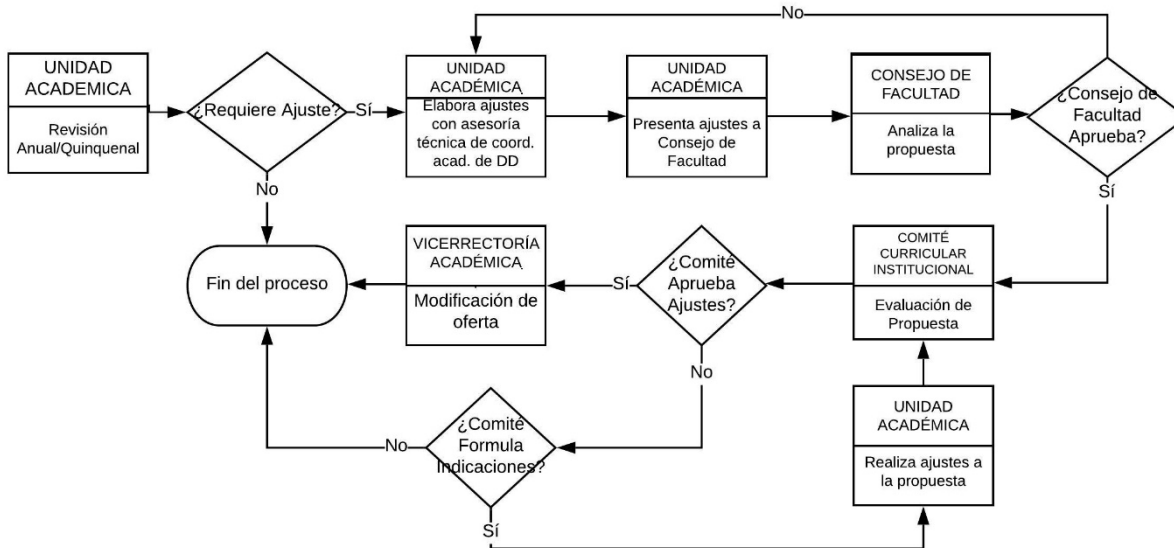 No
UNIDAD
ACADEMICA
Revisión
Anual/Quinquenal
¿Requiere Ajuste?
Sí
UNIDAD
ACADÉMICA
Elabora ajustes
con asesoría
técnica de coord.
acad. de DD
UNIDAD
ACADÉMICA
Presenta ajustes a
Consejo de
Facultad
CONSEJO DE
FACULTAD
Analiza la
propuesta
¿Consejo de
Facultad
Aprueba?
No
Sí
Fin del proceso
VICERRECTORÍA
ACADÉMICA
Modificación de
oferta
Sí
¿Comité
Aprueba
Ajustes?
COMITÉ
CURRICULAR
INSTITUCIONAL
Evaluación de
Propuesta
No
No
¿Comité
Formula
Indicaciones?
Sí
UNIDAD
ACADÉMICA
Realiza ajustes a
la propuesta